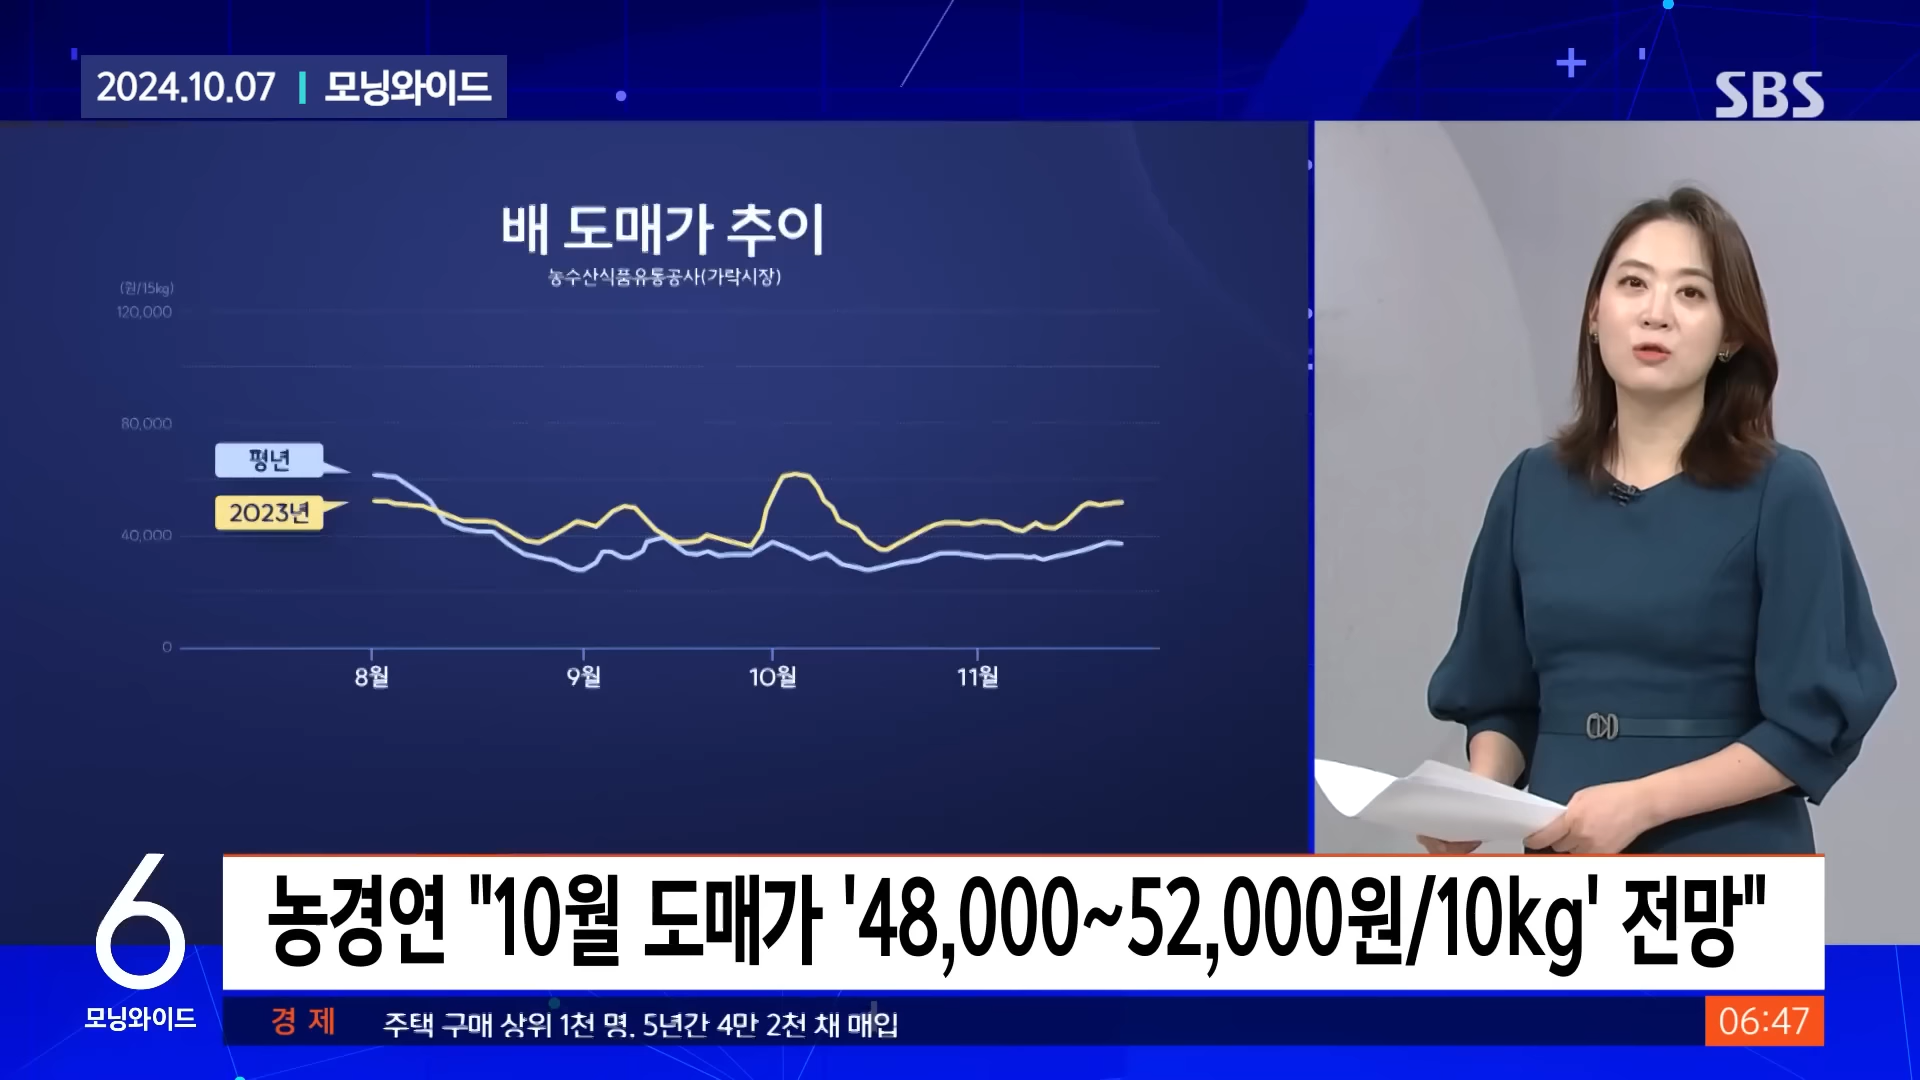 2024.10.07 | 모닝와이드
SBS
배 도매가 추이
농수산식품유통공사(가락시장)
(원/15kg)
120,000
80,000
평년
2023년
40,000
0
8월
9월
10월
11월
농경연 "10월 도매가 '48,000~52,000원/10kg' 전망"
6
모닝와이드
경제
주택 구매 상위 1천 명. 5년간 4만 2천 채 매입
06:47